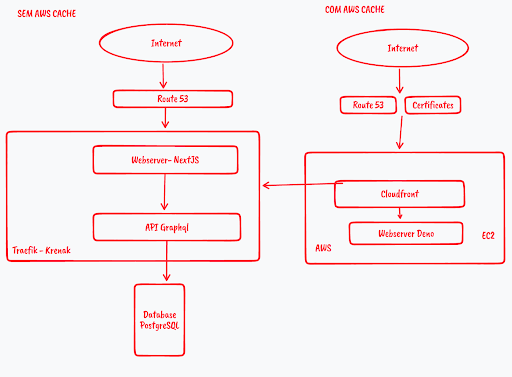 SEM AWS CACHE
Internet
Route 53
Webserver- NextJS
API Graphql
Traefik - Krenak
Database
PostgreSQL
COM AWS CACHE
Internet
Route 53
Certificates
Cloudfront
Webserver Deno
EC2
AWS